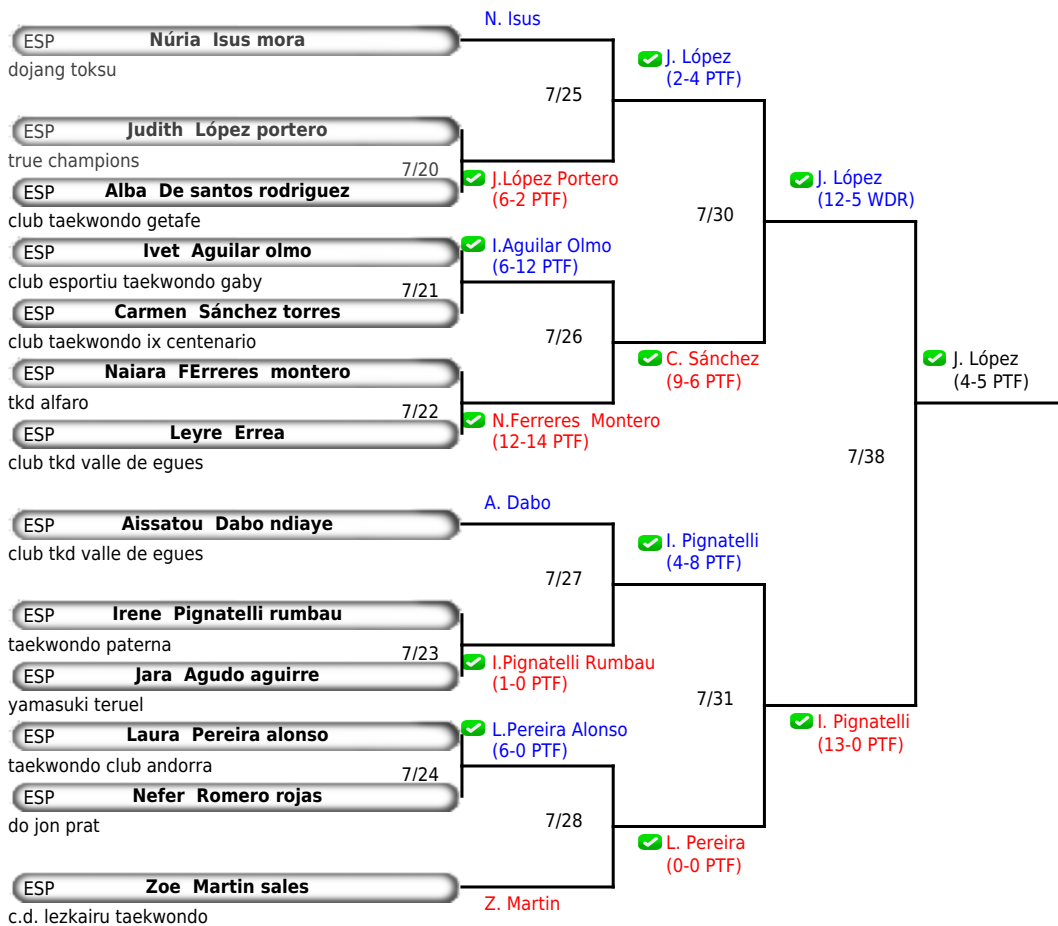 N. Isus
ESP Núria Isus mora
dojang toksu
7/25
J. López
(2-4 PTF)
ESP Judith López portero
true champions
7/20
ESP Alba De santos rodriguez
club taekwondo getafe
J.López Portero
(6-2 PTF)
7/30
J. López
(12-5 WDR)
ESP Ivet Aguilar olmo
club esportiu taekwondo gaby
7/21
I.Aguilar Olmo
(6-12 PTF)
ESP Carmen Sánchez torres
club taekwondo ix centenario
7/26
C. Sánchez
(9-6 PTF)
ESP Naiara FErreres montero
tkd alfaro
7/22
ESP Leyre Errea
club tkd valle de egues
N.Ferreres Montero
(12-14 PTF)
J. López
(4-5 PTF)
7/38
A. Dabo
ESP Aissatou Dabo ndiaye
club tkd valle de egues
7/27
I. Pignatelli
(4-8 PTF)
ESP Irene Pignatelli rumbau
taekwondo paterna
7/23
ESP Jara Agudo aguirre
yamasuki teruel
I.Pignatelli Rumbau
(1-0 PTF)
7/31
I. Pignatelli
(13-0 PTF)
ESP Laura Pereira alonso
taekwondo club andorra
7/24
L.Pereira Alonso
(6-0 PTF)
ESP Nefer Romero rojas
do jon prat
7/28
L. Pereira
(0-0 PTF)
ESP Zoe Martin sales
c.d. lezkairu taekwondo
Z. Martin